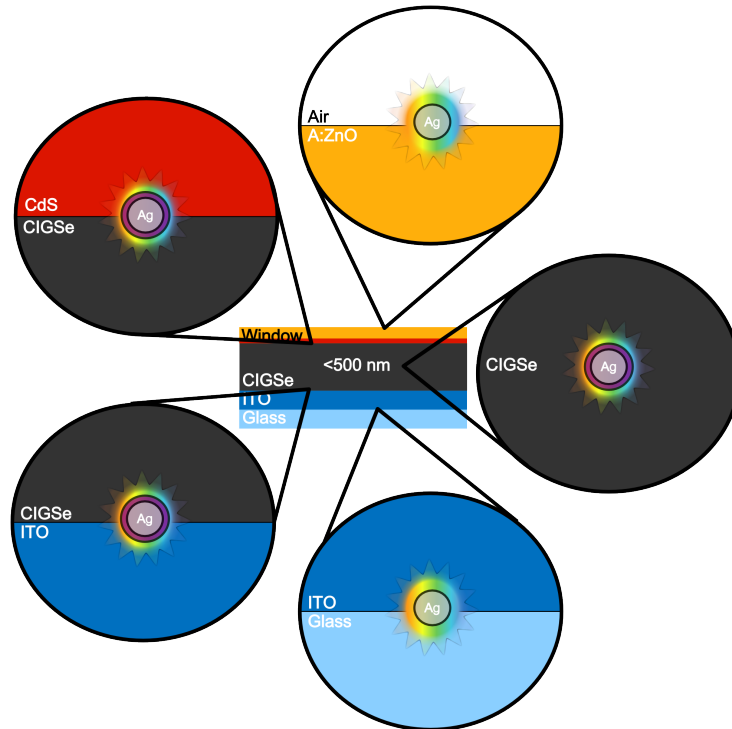 Air
Ag
A:ZnO
CdS
Ag
CIGSe
Window
<500 nm
CIGSe
ITO
Glass
CIGSe
Ag
CIGSe
Ag
ITO
ITO
Ag
Glass